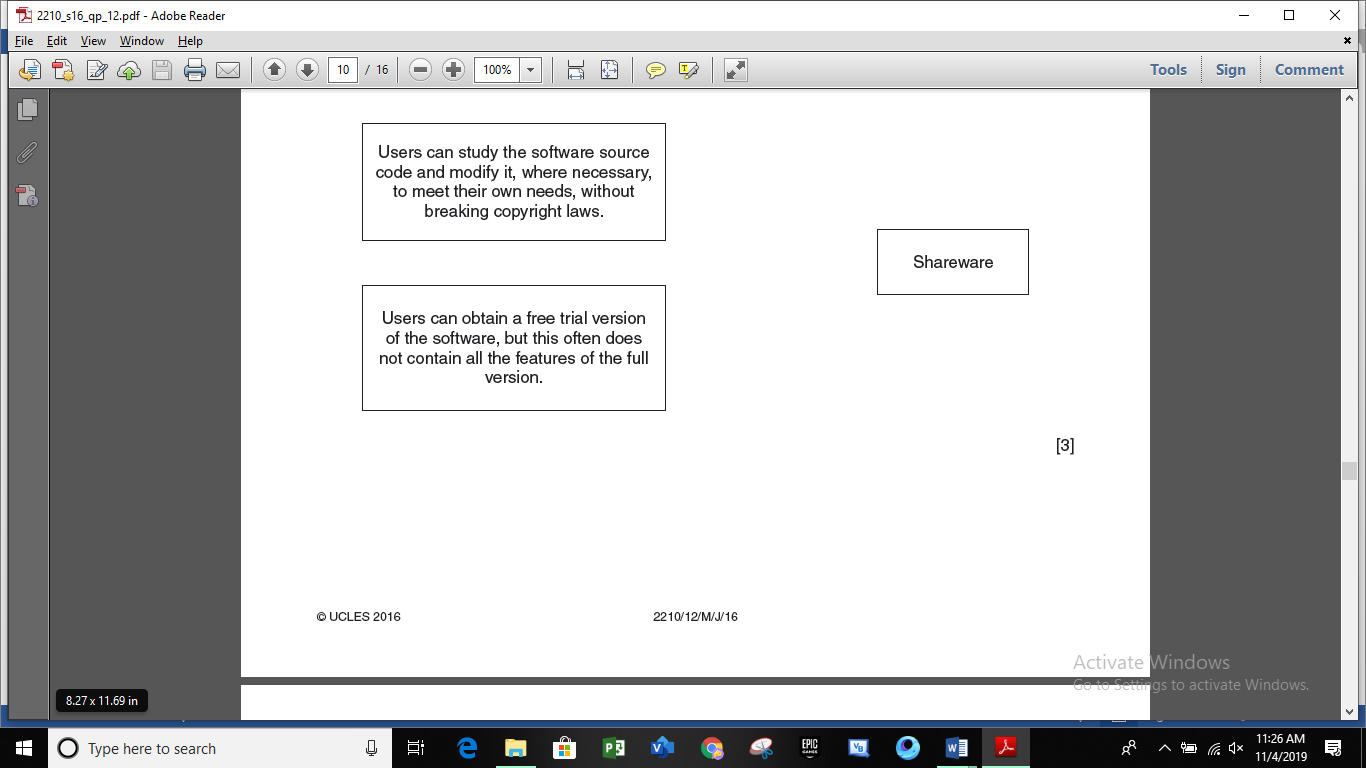 2210_s16_qp_12.pdf - Adobe Reader
File Edit View Window Help
10 / 16 100% Tools Sign Comment
Users can study the software source
code and modify it, where necessary,
to meet their own needs, without
breaking copyright laws.
Shareware
Users can obtain a free trial version
of the software, but this often does
not contain all the features of the full
version.
[3]
© UCLES 2016 2210/12/M/J/16
Activate Windows
Go to Settings to activate Windows.
8.27 x 11.69 in
Type here to search
11:26 AM
11/4/2019